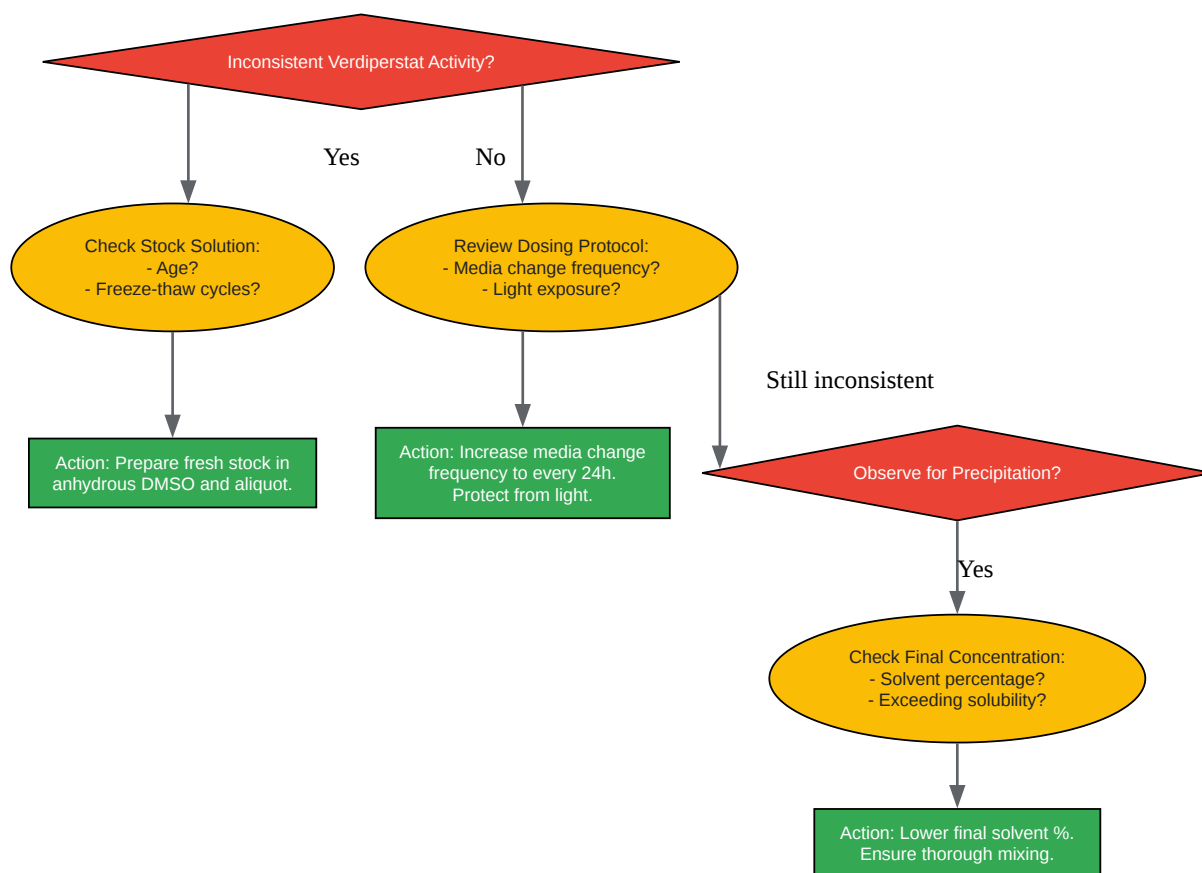 Inconsistent Verdiperstat Activity?
Yes
No
Check Stock Solution:
- Age?
- Freeze-thaw cycles?
Review Dosing Protocol:
- Media change frequency?
- Light exposure?
Still inconsistent
Action: Prepare fresh stock in
anhydrous DMSO and aliquot.
Action: Increase media change
frequency to every 24h.
Protect from light.
Observe for Precipitation?
Yes
Check Final Concentration:
- Solvent percentage?
- Exceeding solubility?
Action: Lower final solvent %.
Ensure thorough mixing.